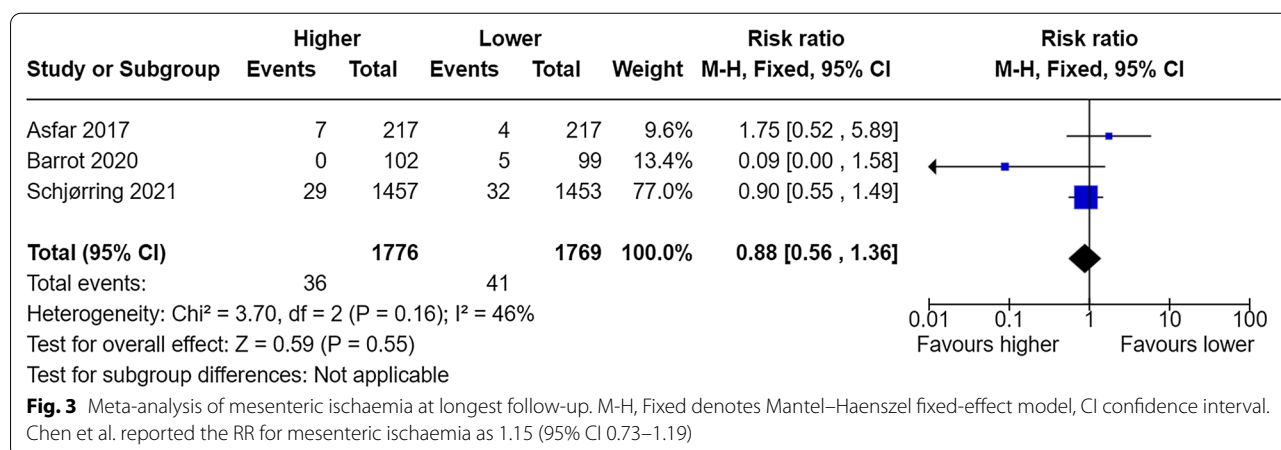 Higher Lower Risk ratio Risk ratio
Study or Subgroup Events Total Events Total Weight M-H, Fixed, 95% CI M-H, Fixed, 95% CI
Asfar 2017 7 217 4 217 9.6% 1.75 [0.52 , 5.89]
Barrot 2020 0 102 5 99 13.4% 0.09 [0.00 , 1.58]
Schjørring 2021 29 1457 32 1453 77.0% 0.90 [0.55 , 1.49]
Total (95% CI) 1776 1769 100.0% 0.88 [0.56 , 1.36]
Total events: 36 41
Heterogeneity: Chi² = 3.70, df = 2 (P = 0.16); I² = 46%
Test for overall effect: Z = 0.59 (P = 0.55)
Test for subgroup differences: Not applicable
0.01 0.1 1 10 100
Favours higher Favours lower
Fig. 3 Meta-analysis of mesenteric ischaemia at longest follow-up. M-H, Fixed denotes Mantel–Haenszel fixed-effect model, CI confidence interval.
Chen et al. reported the RR for mesenteric ischaemia as 1.15 (95% CI 0.73–1.19)